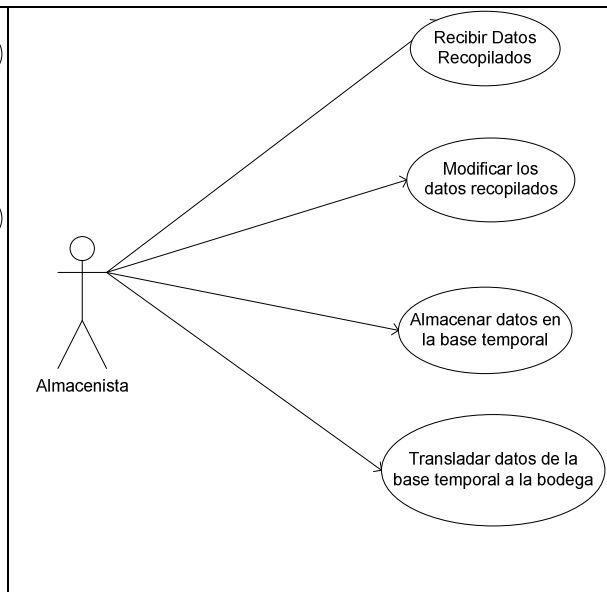 Recibir Datos
Recopilados
Modificar los
datos recopilados
Almacenar datos en
la base temporal
Almacenista
Transladar datos de la
base temporal a la bodega